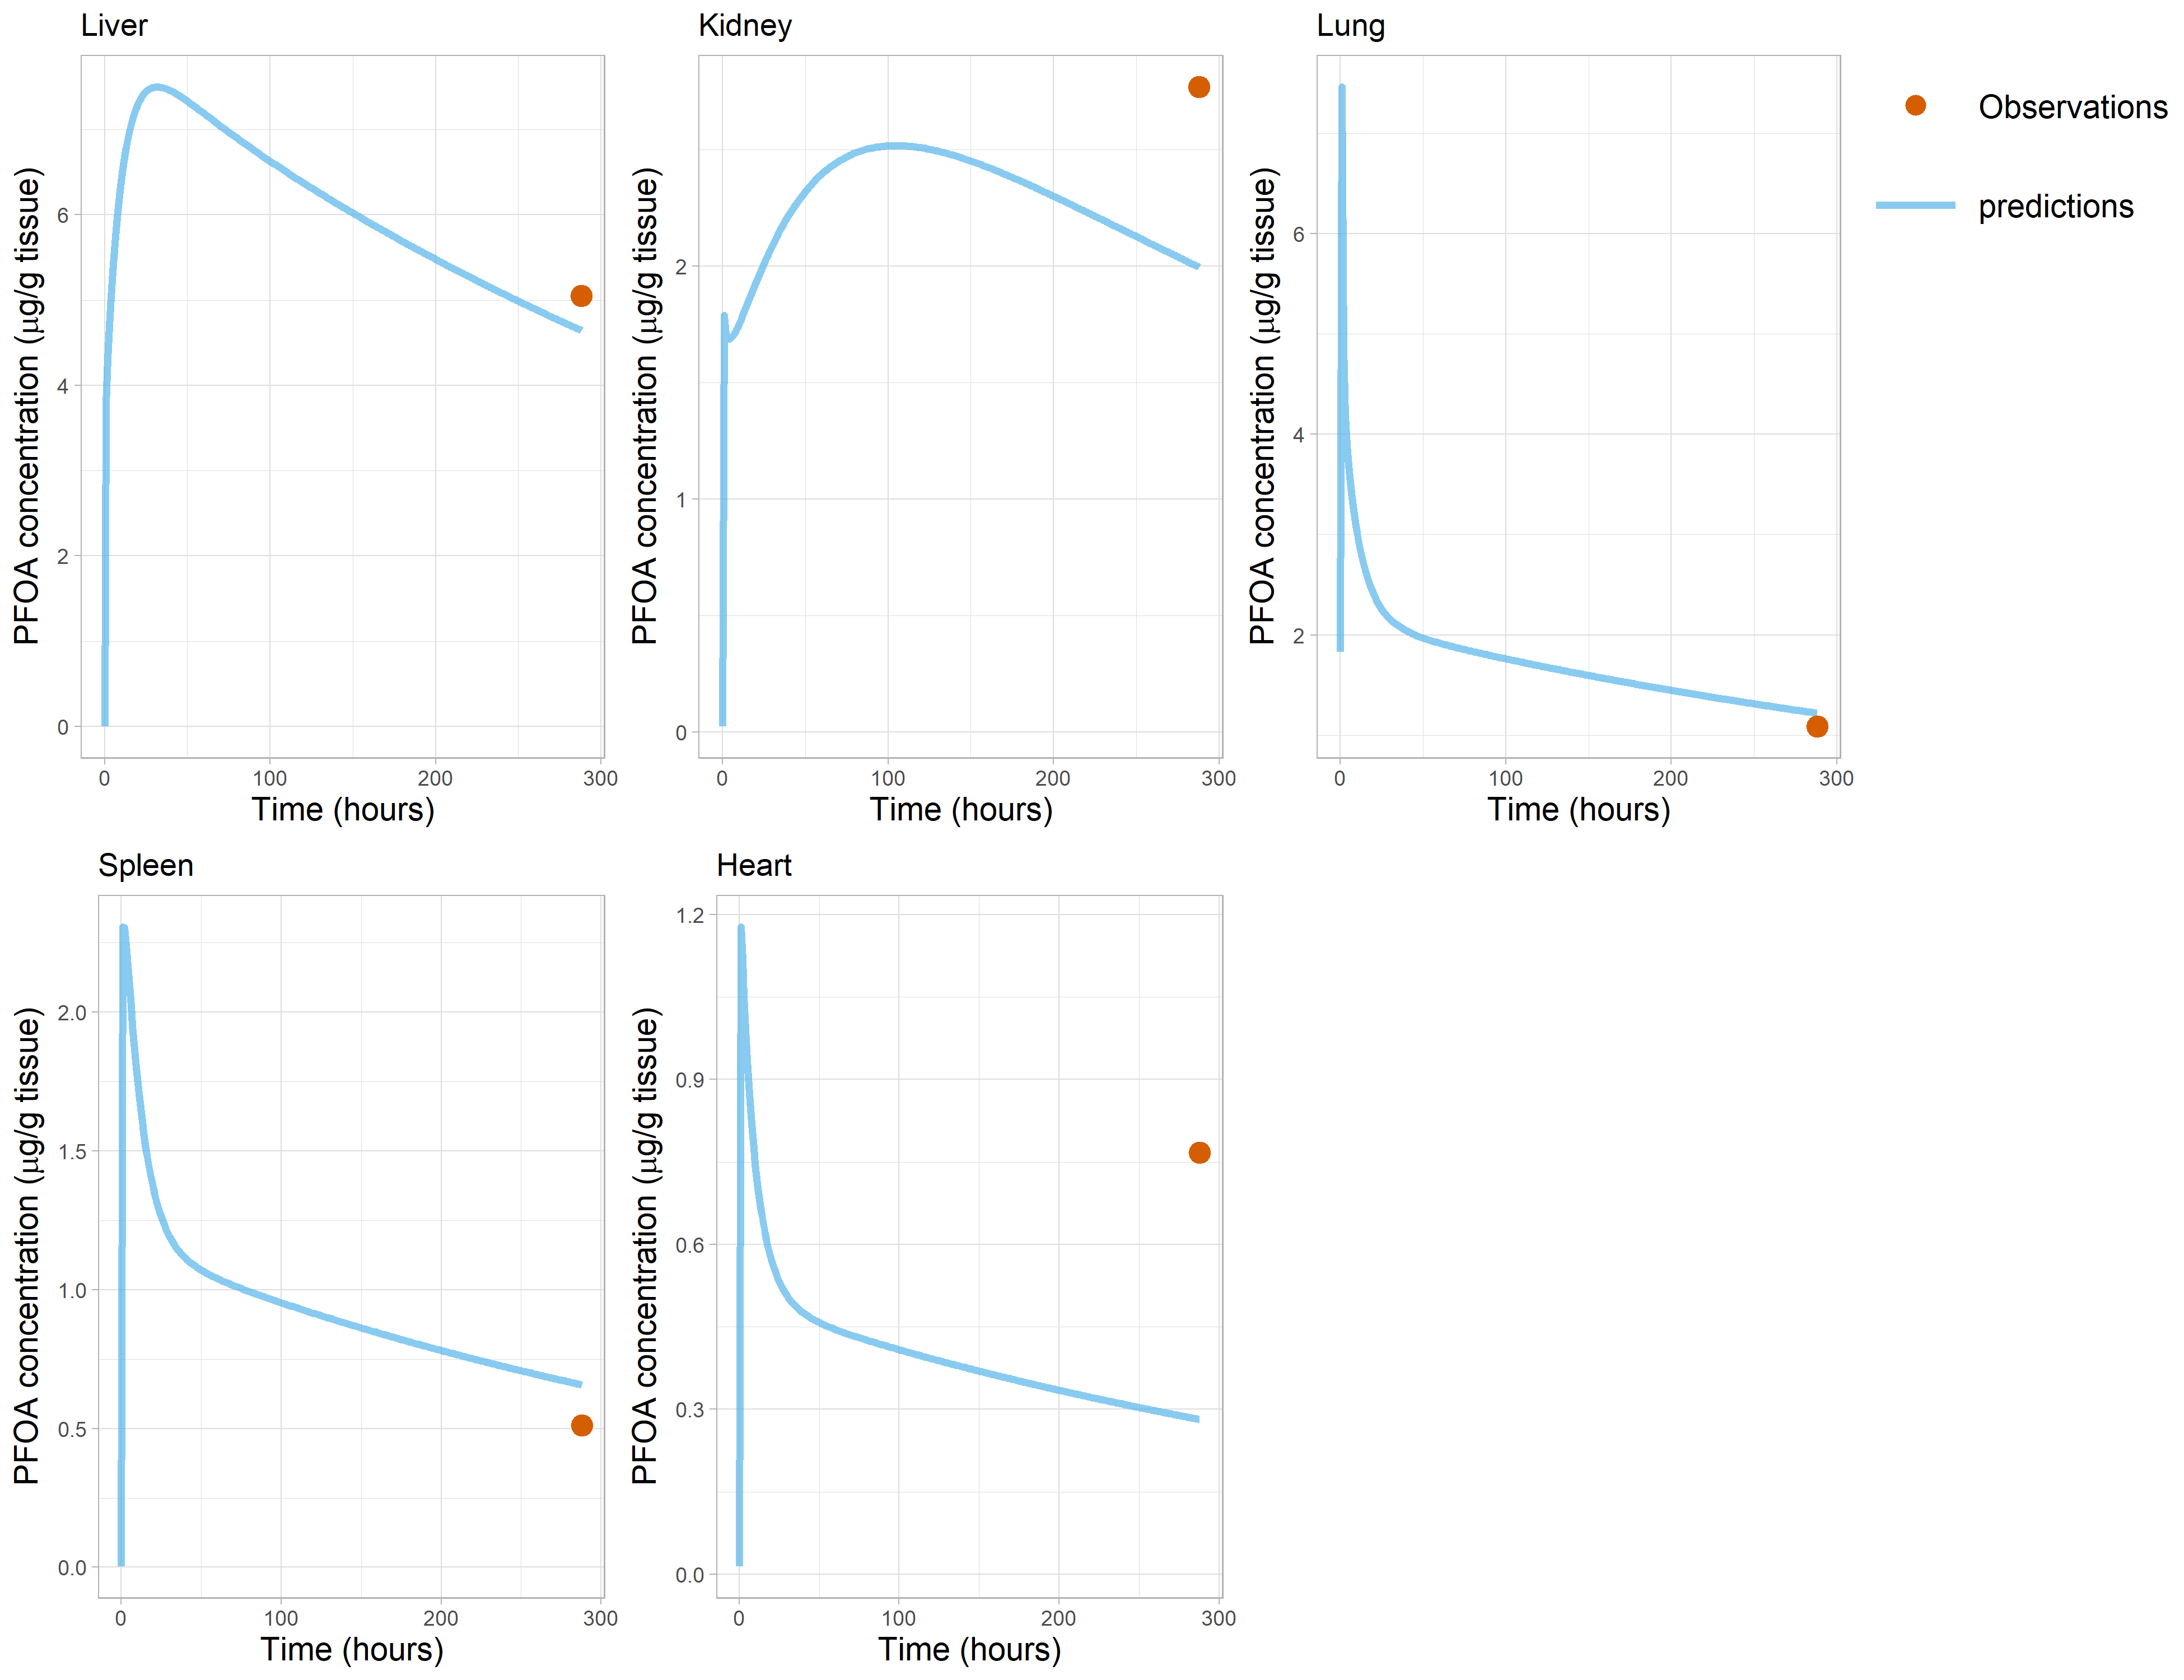 Liver
PFOA concentration (μg/g tissue)
6
4
2
0
0 100 200 300
Time (hours)
Kidney
PFOA concentration (μg/g tissue)
2
1
0
0 100 200 300
Time (hours)
Lung
PFOA concentration (μg/g tissue)
6
4
2
0 100 200 300
Time (hours)
Observations
predictions
Spleen
PFOA concentration (μg/g tissue)
2.0
1.5
1.0
0.5
0.0
0 100 200 300
Time (hours)
Heart
PFOA concentration (μg/g tissue)
1.2
0.9
0.6
0.3
0.0
0 100 200 300
Time (hours)